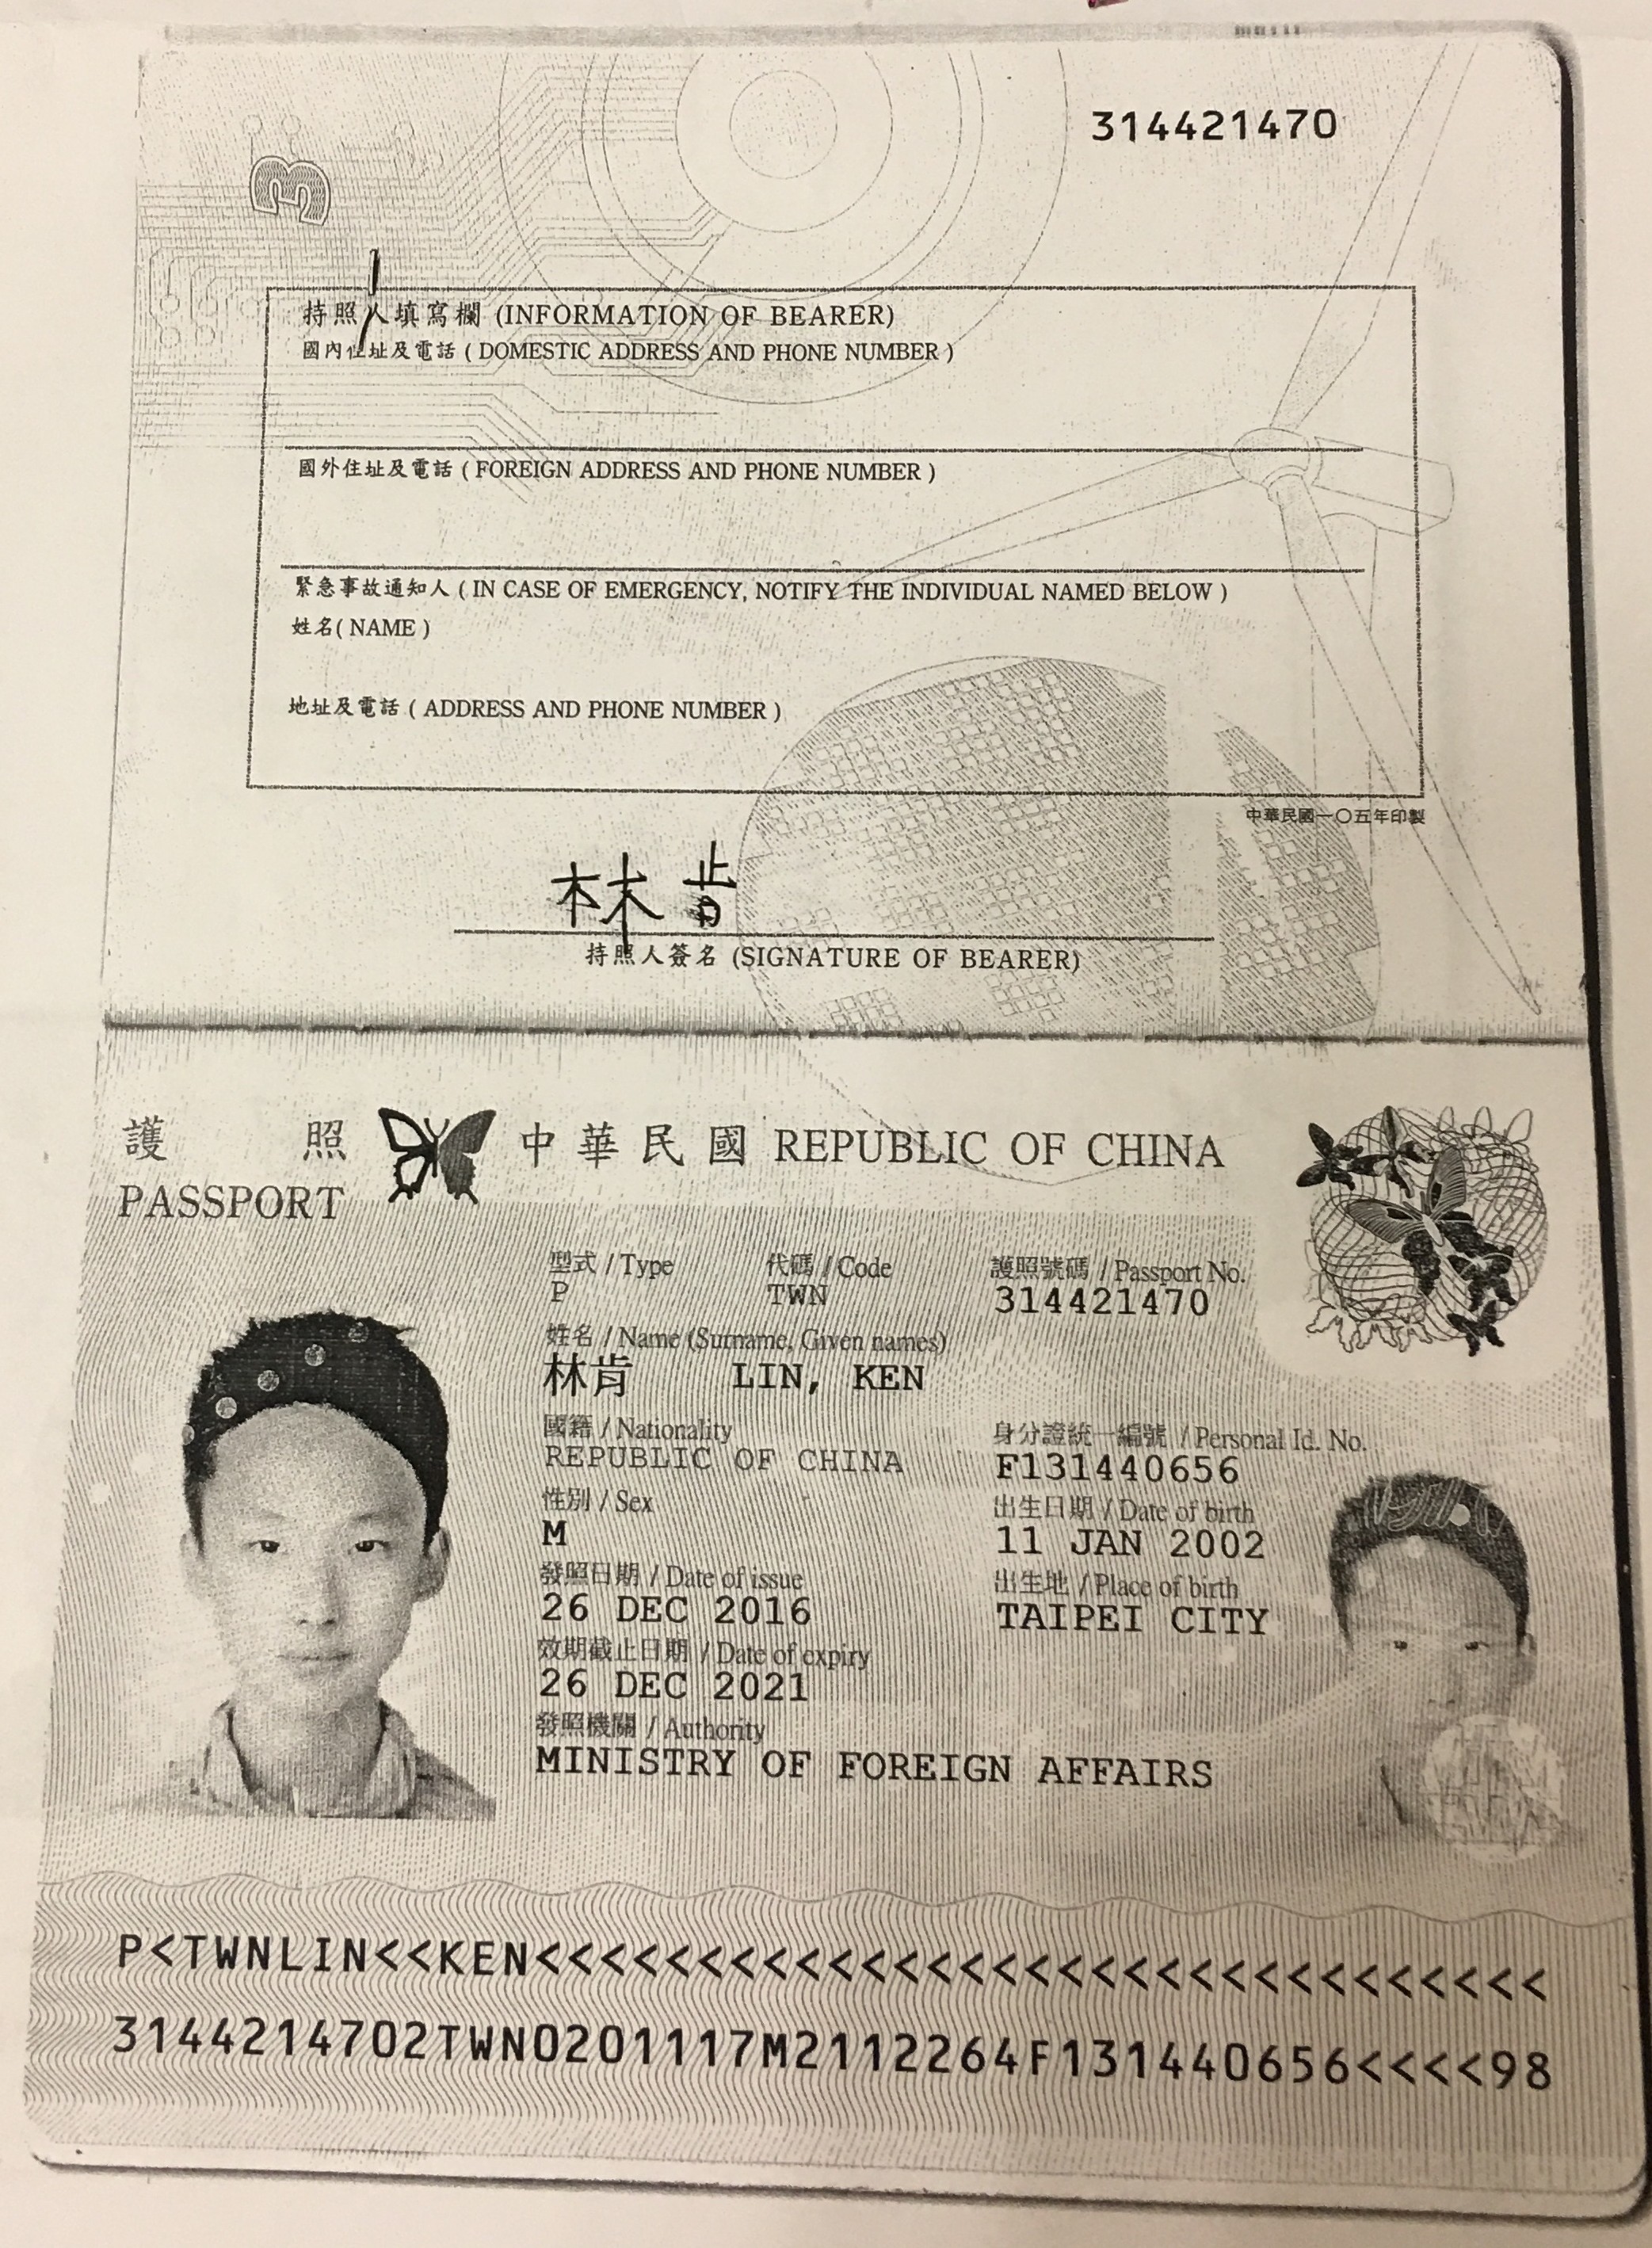 314421470
3
持照人填寫欄 (INFORMATION OF BEARER)
國內住址及電話 ( DOMESTIC ADDRESS AND PHONE NUMBER )
國外住址及電話 ( FOREIGN ADDRESS AND PHONE NUMBER )
緊急事故通知人 ( IN CASE OF EMERGENCY, NOTIFY THE INDIVIDUAL NAMED BELOW )
姓名( NAME )
地址及電話 ( ADDRESS AND PHONE NUMBER )
中華民國一〇五年印製
林肯
持照人簽名 (SIGNATURE OF BEARER)
護照 中華民國 REPUBLIC OF CHINA
PASSPORT
型式 / Type 代碼 / Code 護照號碼 / Passport No.
P TWN 314421470
姓名 / Name (Surname, Given names)
林肯 LIN, KEN
國籍 / Nationality 身分證統一編號 / Personal Id. No.
REPUBLIC OF CHINA F131440656
性別 / Sex 出生日期 / Date of birth
M 11 JAN 2002
發照日期 / Date of issue 出生地 / Place of birth
26 DEC 2016 TAIPEI CITY
效期截止日期 / Date of expiry
26 DEC 2021
發照機關 / Authority
MINISTRY OF FOREIGN AFFAIRS
P<TWNLIN<<KEN<<<<<<<<<<<<<<<<<<<<<<<<<<<<<<<
3144214702TWN0201117M2112264F131440656<<<<98